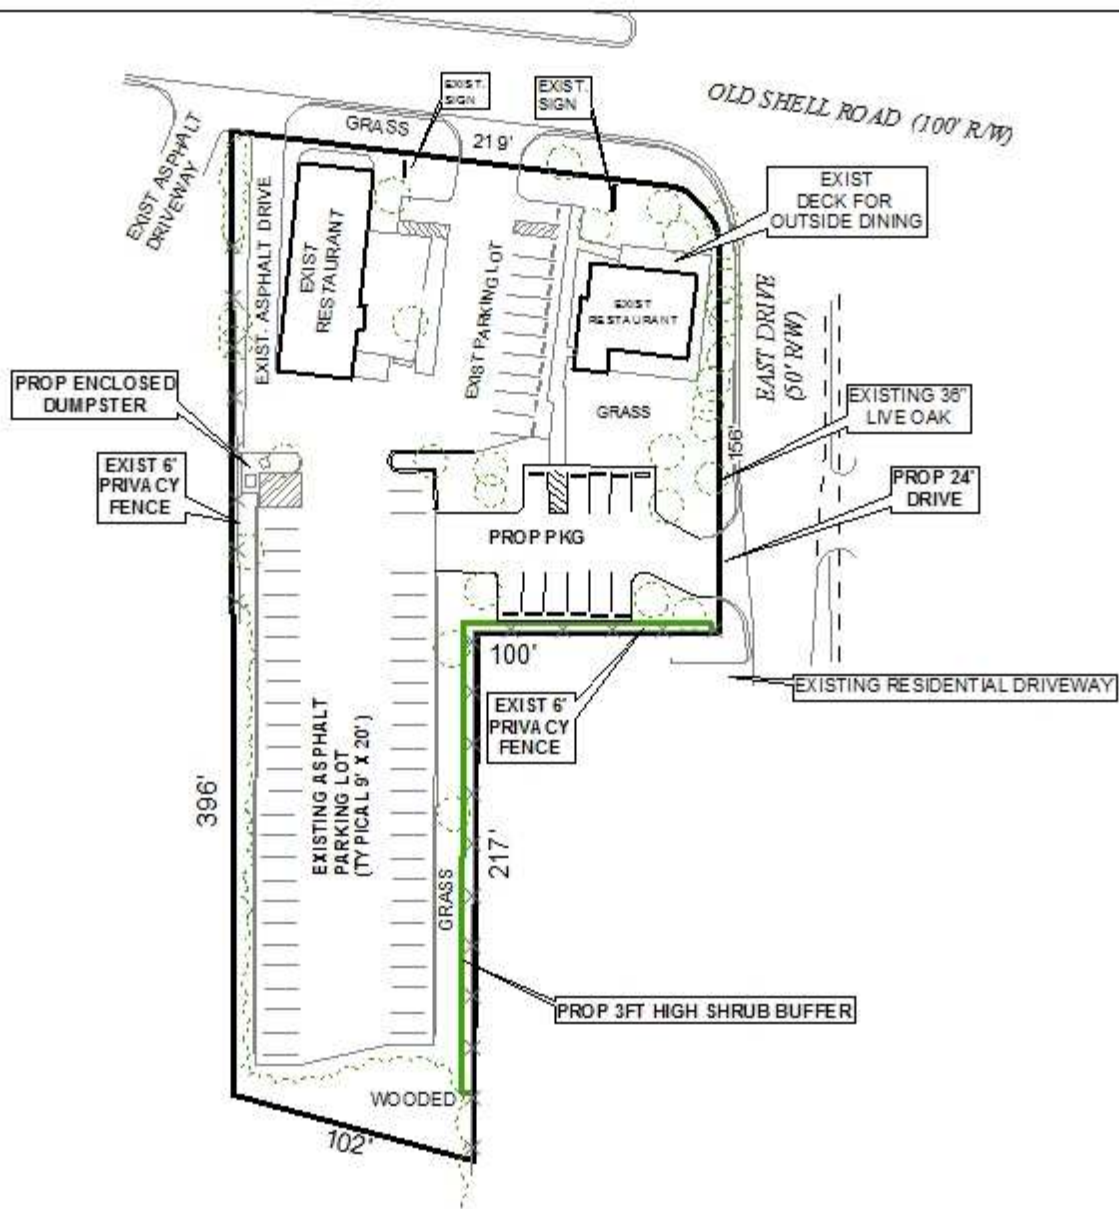 EXIST.
SIGN
EXIST.
SIGN
OLD SHELL ROAD (100' R/W)
GRASS
219'
EXIST ASPHALT
DRIVEWAY
EXIST
DECK FOR
OUTSIDE DINING
EXIST. ASPHALT DRIVE
EXIST
RESTAURANT
EXIST PARKING LOT
EXIST
RESTAURANT
EAST DRIVE
(50' R/W)
PROP ENCLOSED
DUMPSTER
GRASS
EXISTING 36"
LIVE OAK
156'
EXIST 6'
PRIVACY
FENCE
PROP 24'
DRIVE
PROP PKG
100'
EXISTING RESIDENTIAL DRIVEWAY
EXIST 6'
PRIVACY
FENCE
EXISTING ASPHALT
PARKING LOT
(TYPICAL 9' X 20')
396'
217'
GRASS
PROP 3FT HIGH SHRUB BUFFER
WOODED
102'